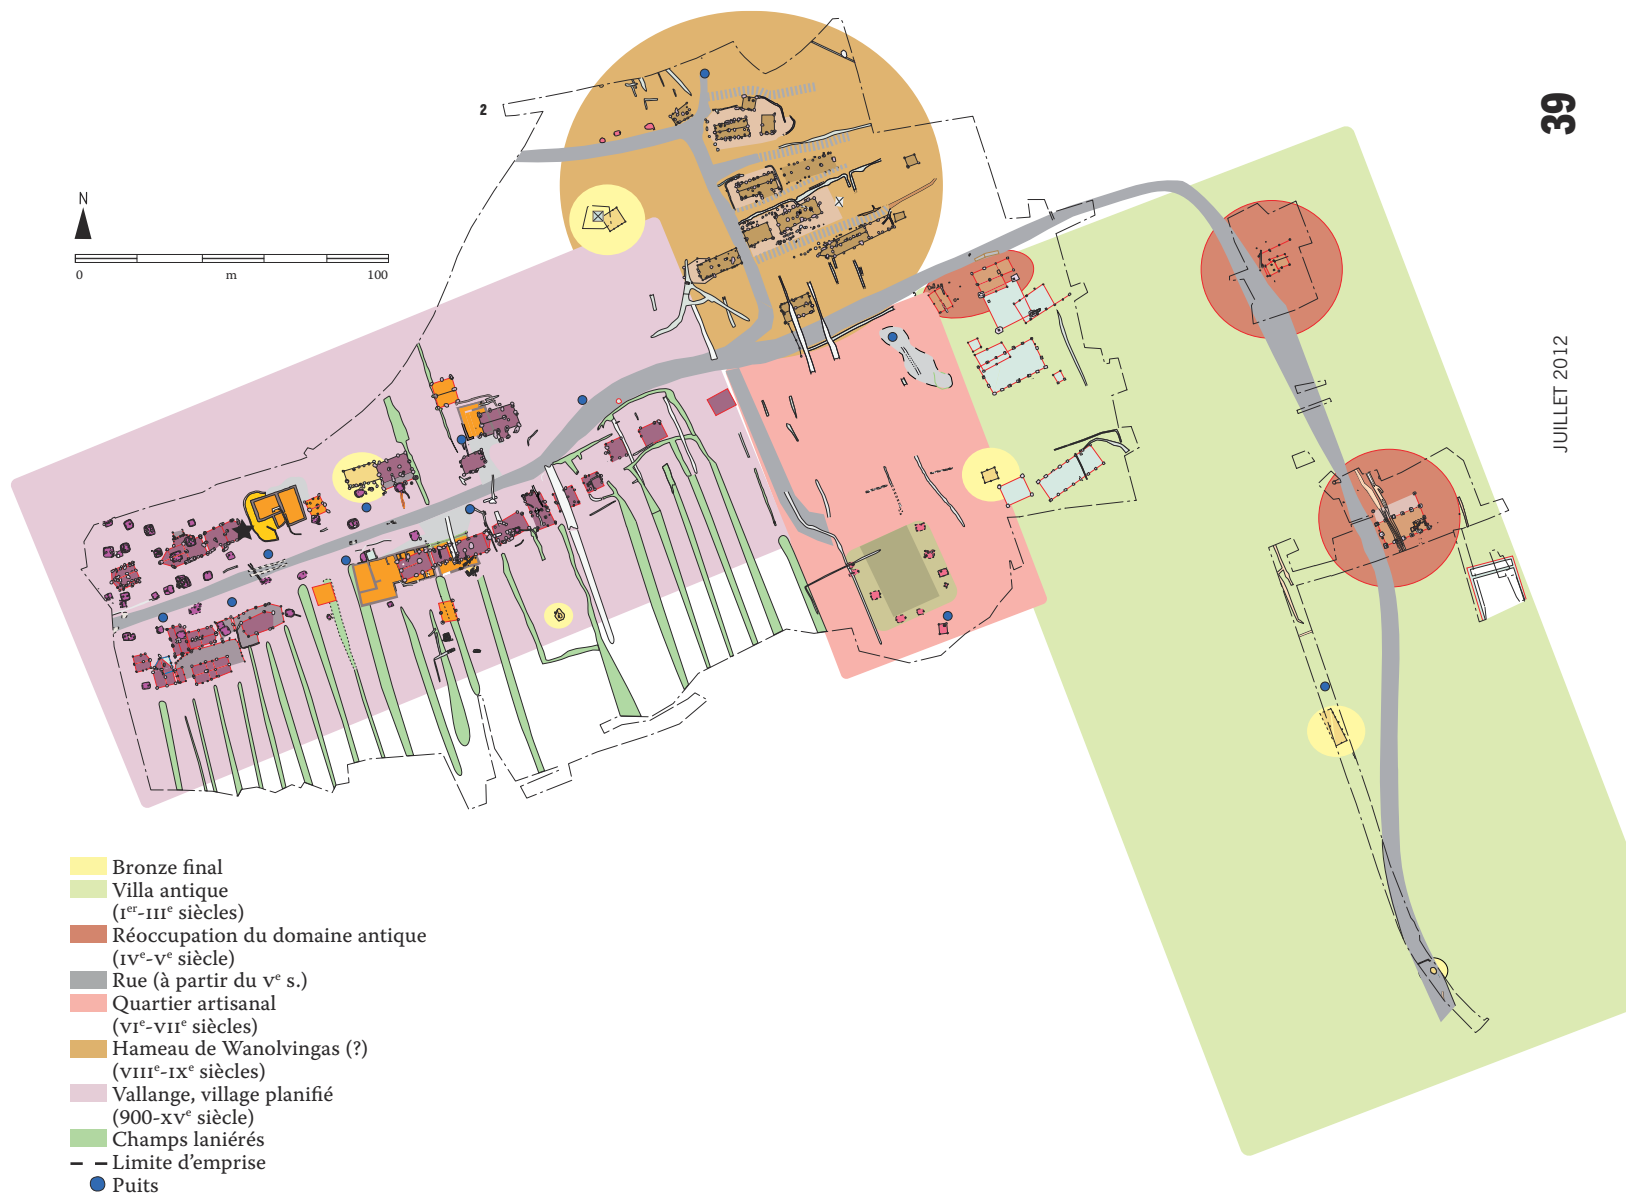 39
JUILLET 2012
2
N
0 m 100
Bronze final
Villa antique
(Ier-IIIe siècles)
Réoccupation du domaine antique
(IVe-Ve siècle)
Rue (à partir du Ve s.)
Quartier artisanal
(VIe-VIIe siècles)
Hameau de Wanolvingas (?)
(VIIIe-IXe siècles)
Vallange, village planifié
(900-XVe siècle)
Champs laniérés
Limite d'emprise
Puits